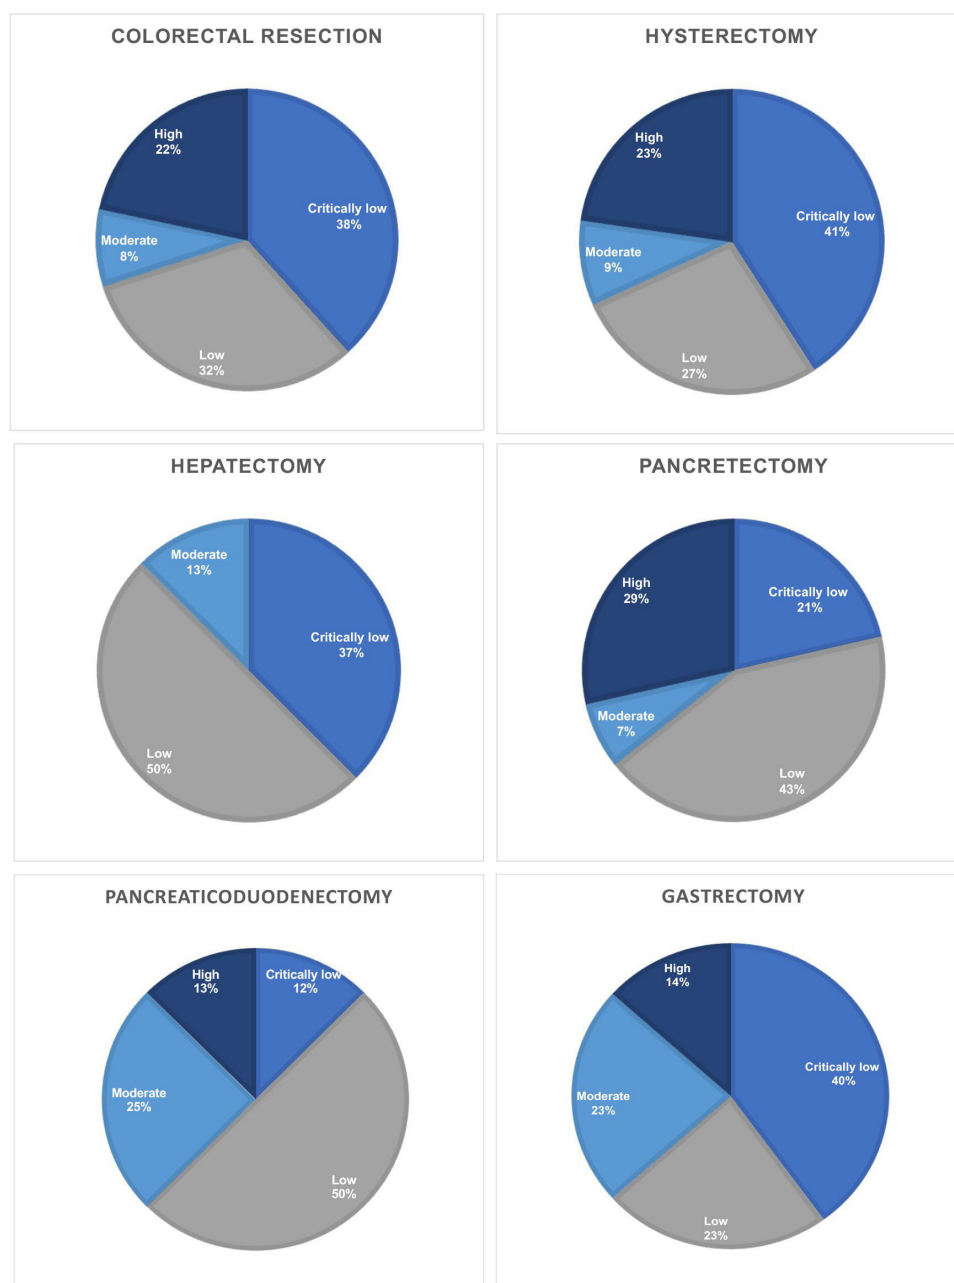 COLORECTAL RESECTION
High
22%
Critically low
38%
Moderate
8%
Low
32%
HYSTERECTOMY
High
23%
Critically low
41%
Moderate
9%
Low
27%
HEPATECTOMY
Moderate
13%
Critically low
37%
Low
50%
PANCRETECTOMY
High
29%
Critically low
21%
Moderate
7%
Low
43%
PANCREATICODUODENECTOMY
High
13%
Critically low
12%
Moderate
25%
Low
50%
GASTRECTOMY
High
14%
Critically low
40%
Moderate
23%
Low
23%